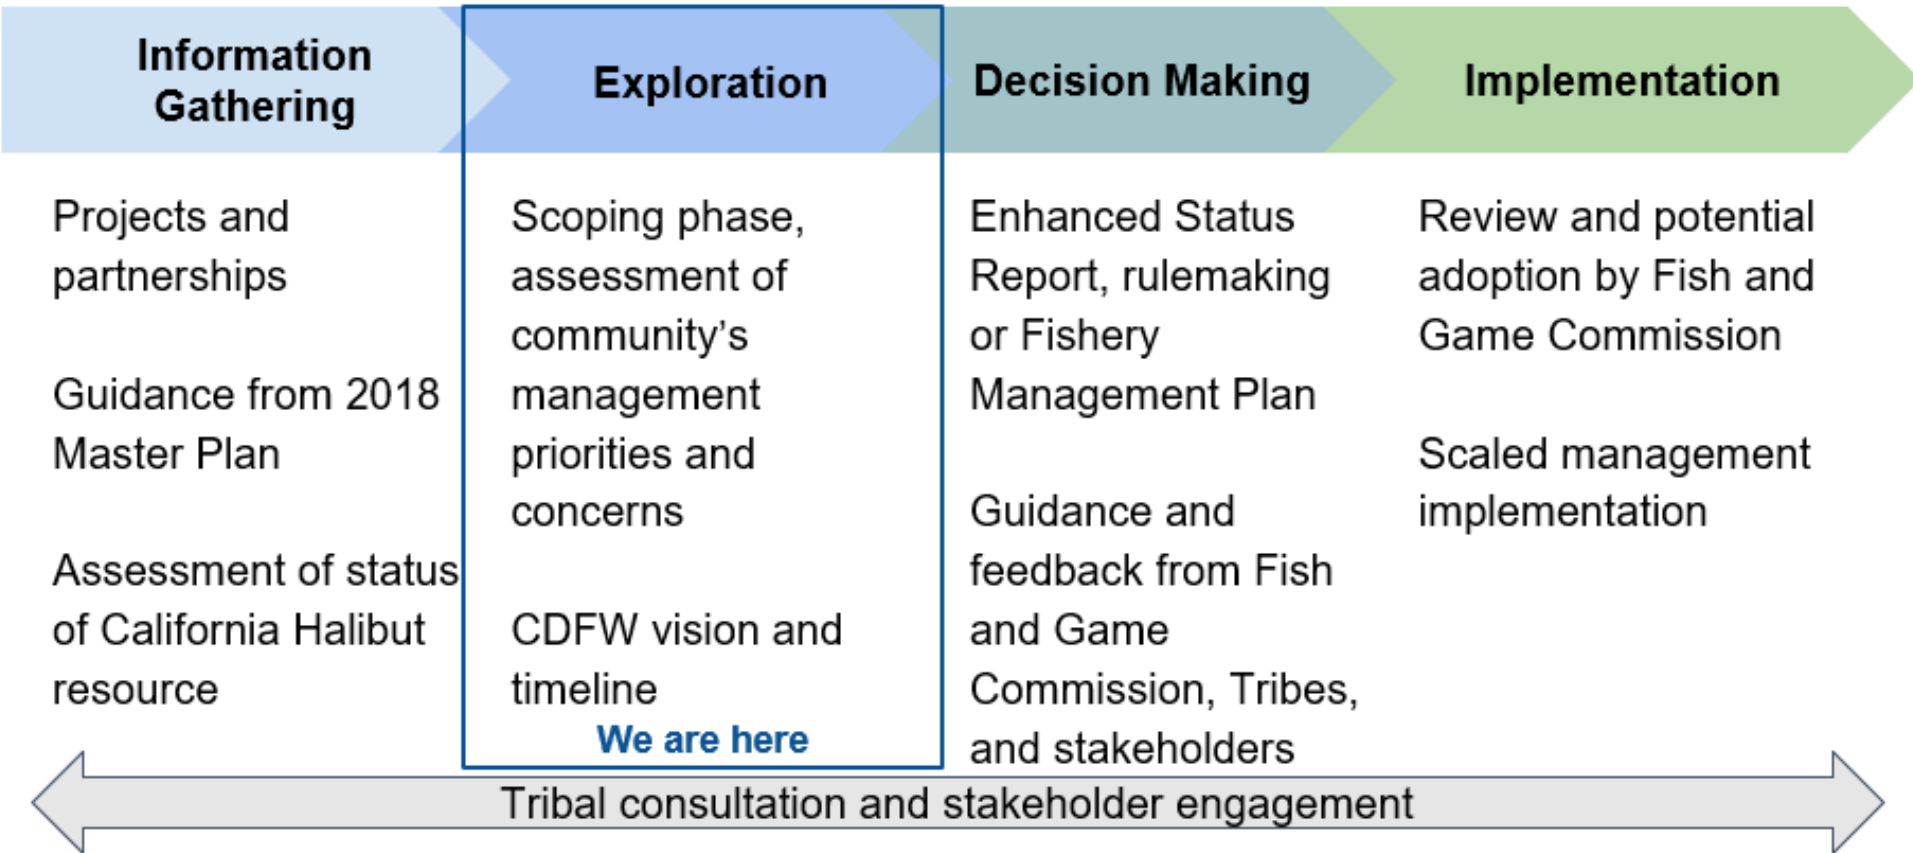 Information
Gathering
Exploration
Decision Making
Implementation
Projects and
partnerships
Guidance from 2018
Master Plan
Assessment of status
of California Halibut
resource
Scoping phase,
assessment of
community’s
management
priorities and
concerns
CDFW vision and
timeline
We are here
Enhanced Status
Report, rulemaking
or Fishery
Management Plan
Guidance and
feedback from Fish
and Game
Commission, Tribes,
and stakeholders
Review and potential
adoption by Fish and
Game Commission
Scaled management
implementation
Tribal consultation and stakeholder engagement